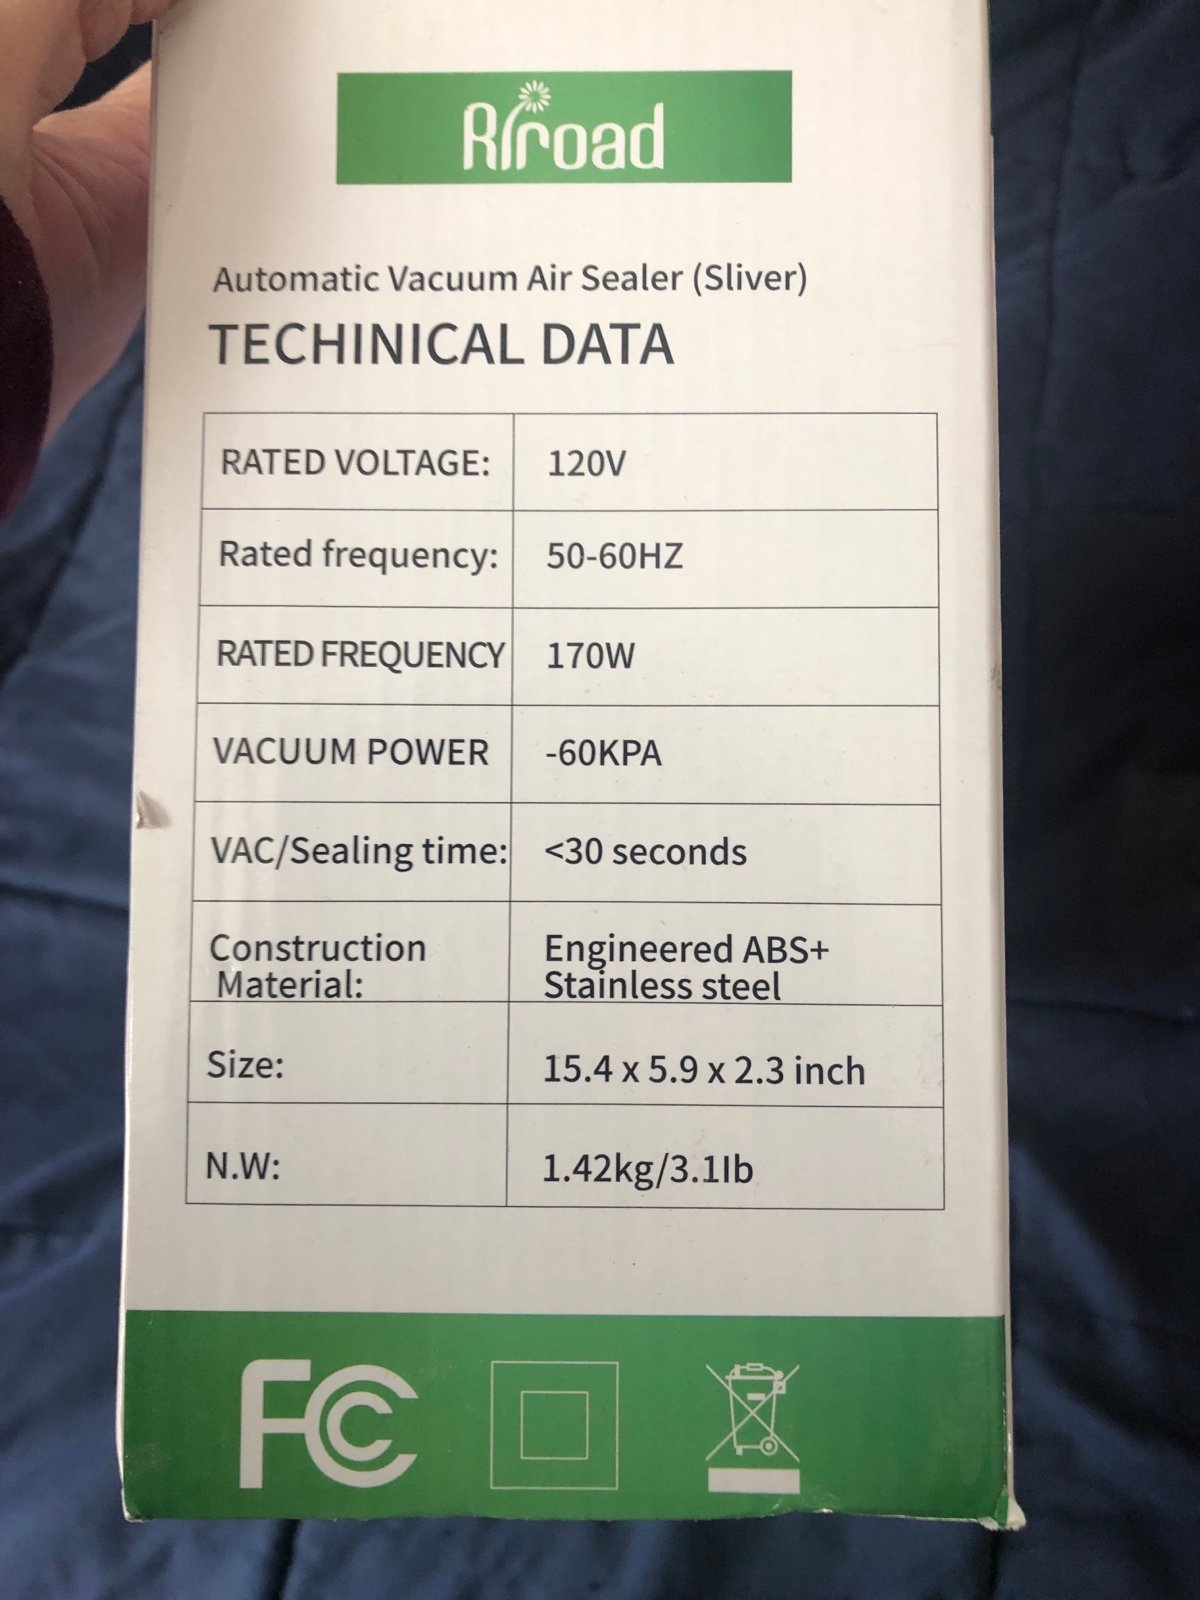 Riroad
Automatic Vacuum Air Sealer (Sliver)
TECHINICAL DATA
RATED VOLTAGE: 120V
Rated frequency: 50-60HZ
RATED FREQUENCY 170W
VACUUM POWER -60KPA
VAC/Sealing time: <30 seconds
Construction Material: Engineered ABS+
Stainless steel
Size: 15.4 x 5.9 x 2.3 inch
N.W: 1.42kg/3.1Ib
FC